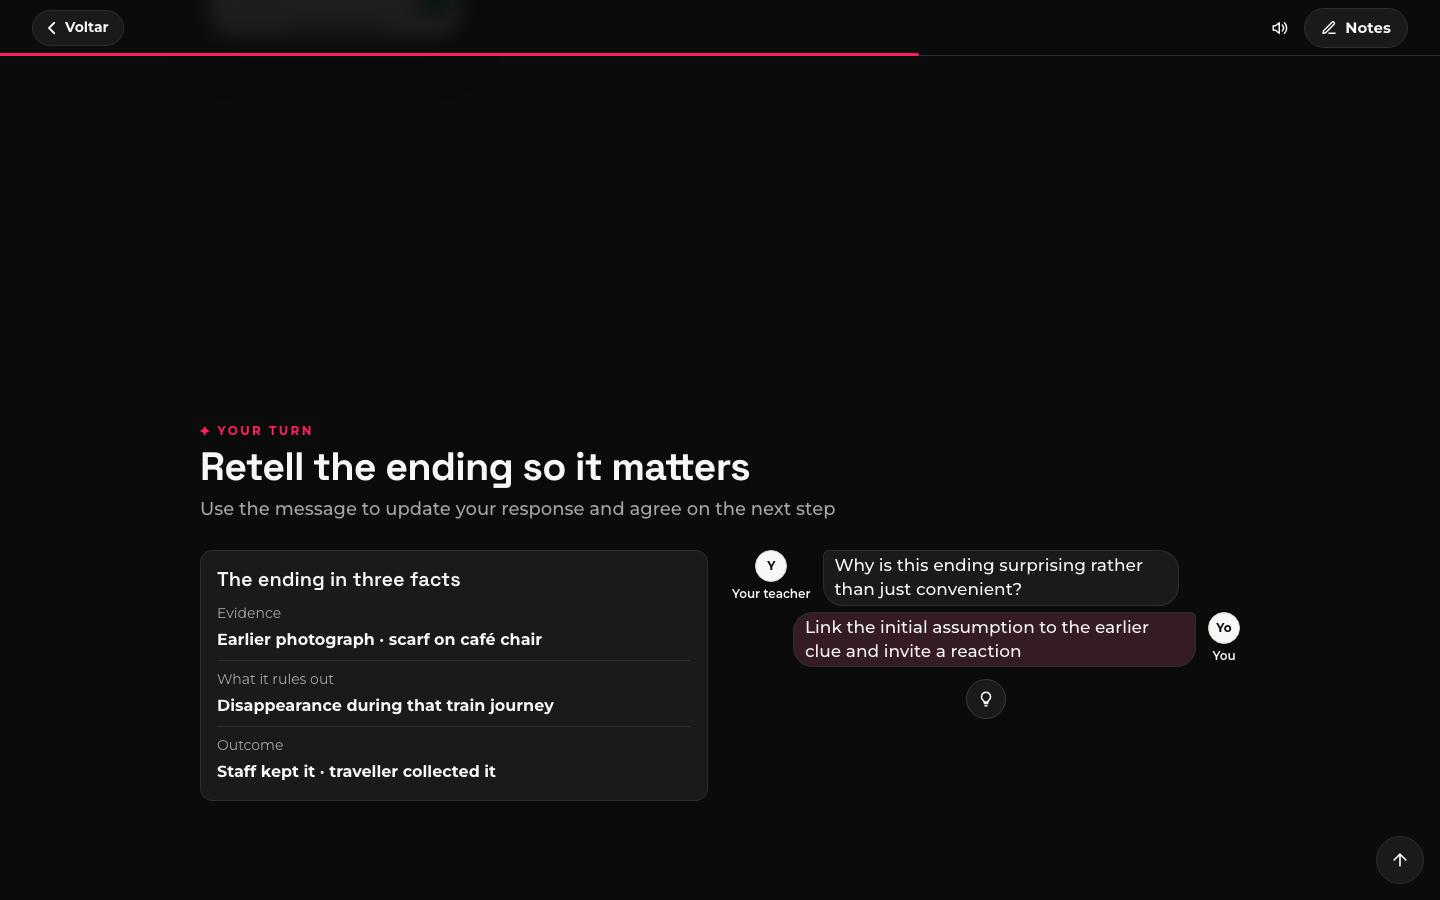 Voltar
Notes
YOUR TURN
Retell the ending so it matters
Use the message to update your response and agree on the next step
The ending in three facts
Evidence
Earlier photograph · scarf on café chair
What it rules out
Disappearance during that train journey
Outcome
Staff kept it · traveller collected it
Y
Your teacher
Why is this ending surprising rather
than just convenient?
Link the initial assumption to the earlier
clue and invite a reaction
Yo
You